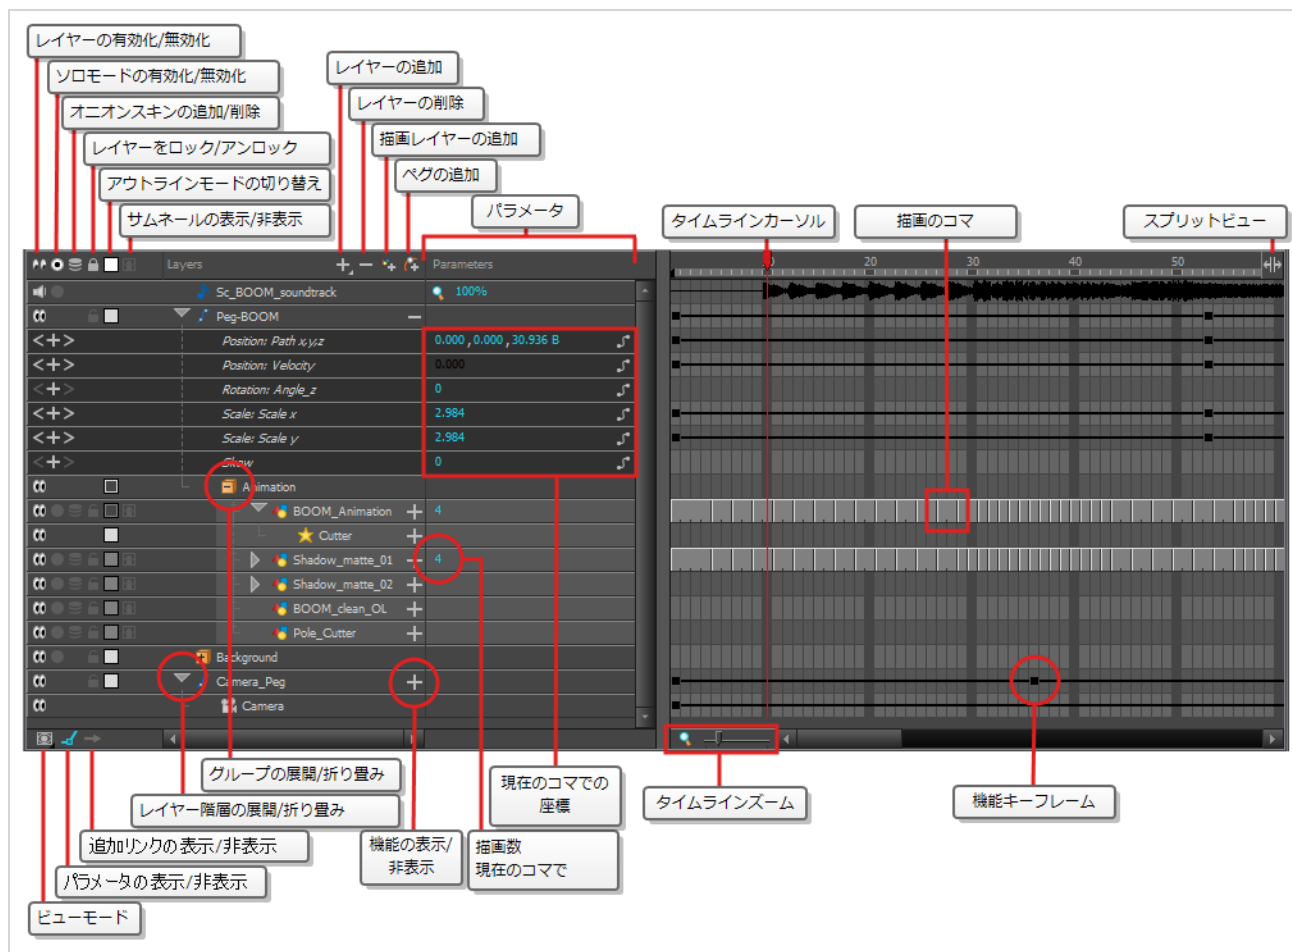 レイヤーの有効化/無効化
ソロモードの有効化/無効化
オニオンスキンの追加/削除
レイヤーをロック/アンロック
アウトラインモードの切り替え
サムネールの表示/非表示
レイヤーの追加
レイヤーの削除
描画レイヤーの追加
ペグの追加
パラメータ
タイムラインカーソル
描画のコマ
スプリットビュー
Layers
Parameters
20
30
40
50
Sc_BOOM_soundtrack
100%
Peg-BOOM
Position: Path x,y,z
0.000 , 0.000 , 30.936 B
Position: Velocity
0.000
Rotation: Angle_z
0
Scale: Scale x
2.984
Scale: Scale y
2.984
Skew
0
Animation
BOOM_Animation
4
Cutter
Shadow_matte_01
4
Shadow_matte_02
BOOM_clean_OL
Pole_Cutter
Background
Camera_Peg
Camera
グループの展開/折り畳み
レイヤー階層の展開/折り畳み
追加リンクの表示/非表示
パラメータの表示/非表示
ビューモード
機能の表示/
非表示
現在のコマでの
座標
描画数
現在のコマで
タイムラインズーム
機能キーフレーム